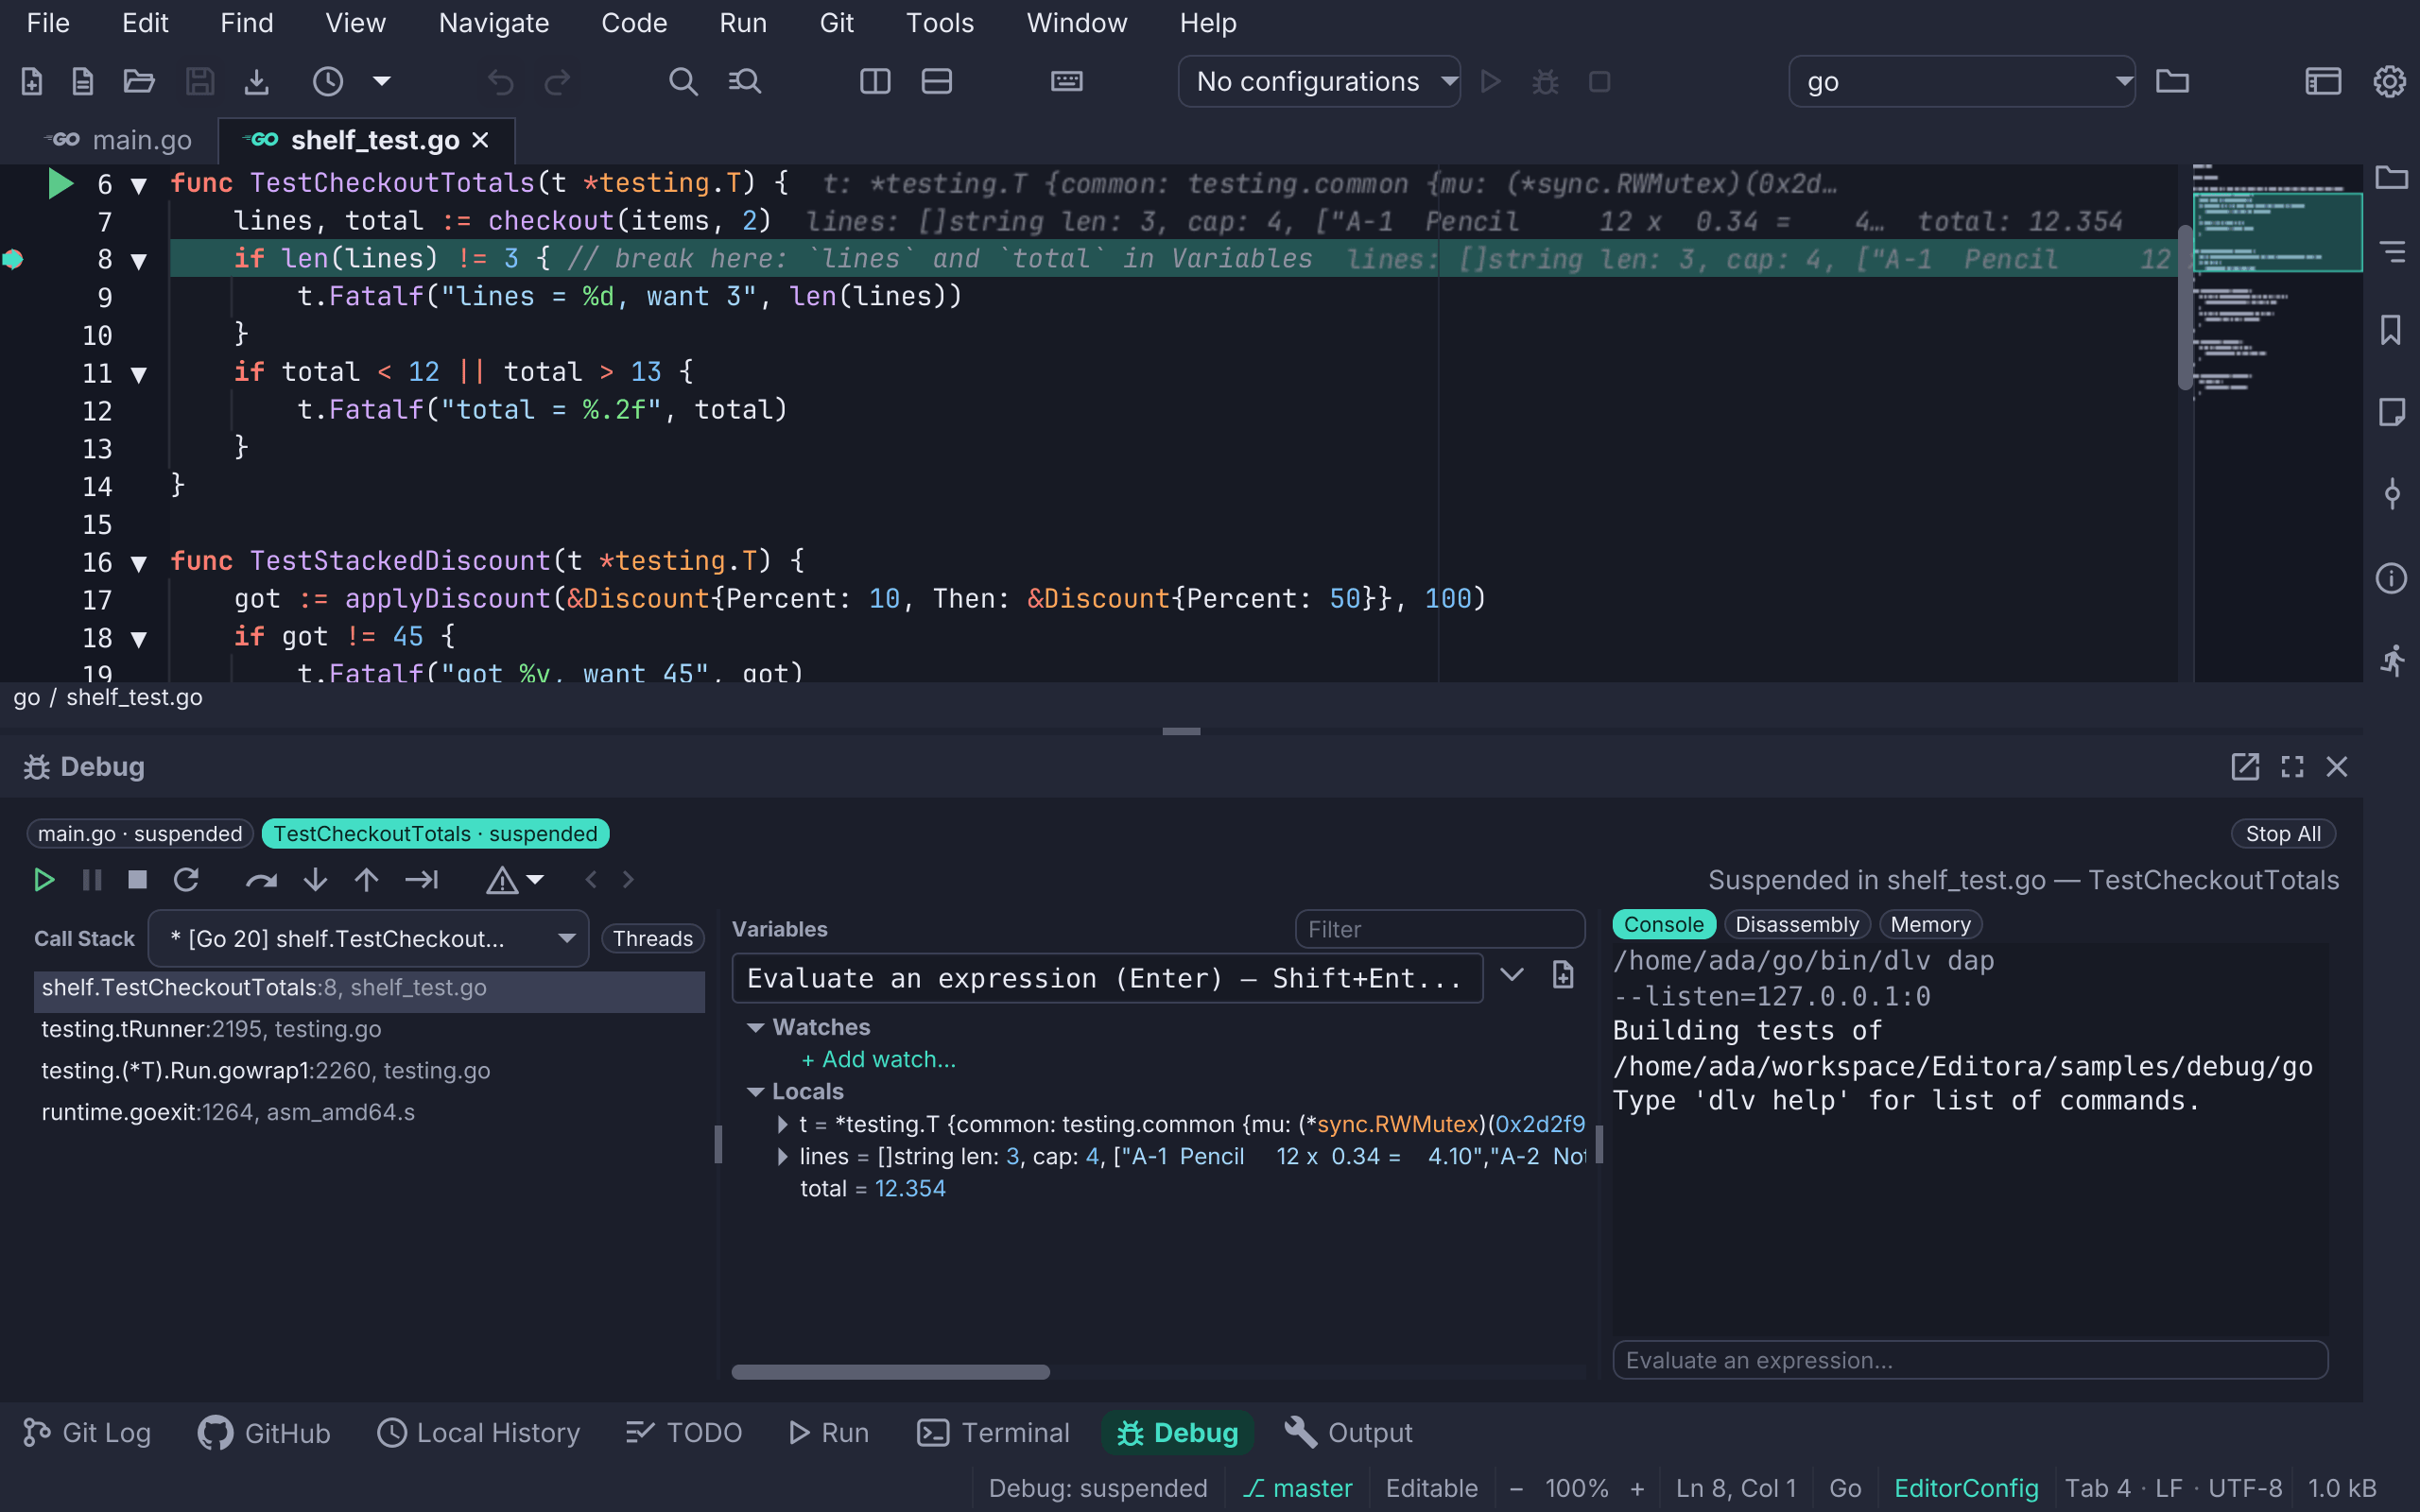 File Edit Find View Navigate Code Run Git Tools Window Help
No configurations go
main.go shelf_test.go
6 func TestCheckoutTotals(t *testing.T) { t: *testing.T {common: testing.common {mu: (*sync.RWMutex)(0x2d…
7 lines, total := checkout(items, 2) lines: []string len: 3, cap: 4, ["A-1  Pencil     12 x  0.34 =    4… total: 12.354
8 if len(lines) != 3 { // break here: `lines` and `total` in Variables lines: []string len: 3, cap: 4, ["A-1  Pencil     12
9 t.Fatalf("lines = %d, want 3", len(lines))
10 }
11 if total < 12 || total > 13 {
12 t.Fatalf("total = %.2f", total)
13 }
14 }
15
16 func TestStackedDiscount(t *testing.T) {
17 got := applyDiscount(&Discount{Percent: 10, Then: &Discount{Percent: 50}}, 100)
18 if got != 45 {
19 t.Fatalf("got %v, want 45", got)
go / shelf_test.go
Debug
main.go · suspended TestCheckoutTotals · suspended Stop All
Suspended in shelf_test.go — TestCheckoutTotals
Call Stack * [Go 20] shelf.TestCheckout... Threads
shelf.TestCheckoutTotals:8, shelf_test.go
testing.tRunner:2195, testing.go
testing.(*T).Run.gowrap1:2260, testing.go
runtime.goexit:1264, asm_amd64.s
Variables Filter
Evaluate an expression (Enter) — Shift+Ent...
Watches
+ Add watch...
Locals
t = *testing.T {common: testing.common {mu: (*sync.RWMutex)(0x2d2f9
lines = []string len: 3, cap: 4, ["A-1  Pencil     12 x  0.34 =    4.10","A-2  Not
total = 12.354
Console Disassembly Memory
/home/ada/go/bin/dlv dap
--listen=127.0.0.1:0
Building tests of
/home/ada/workspace/Editora/samples/debug/go
Type 'dlv help' for list of commands.
Evaluate an expression...
Git Log GitHub Local History TODO Run Terminal Debug Output
Debug: suspended master Editable − 100% + Ln 8, Col 1 Go EditorConfig Tab 4 · LF · UTF-8 1.0 kB